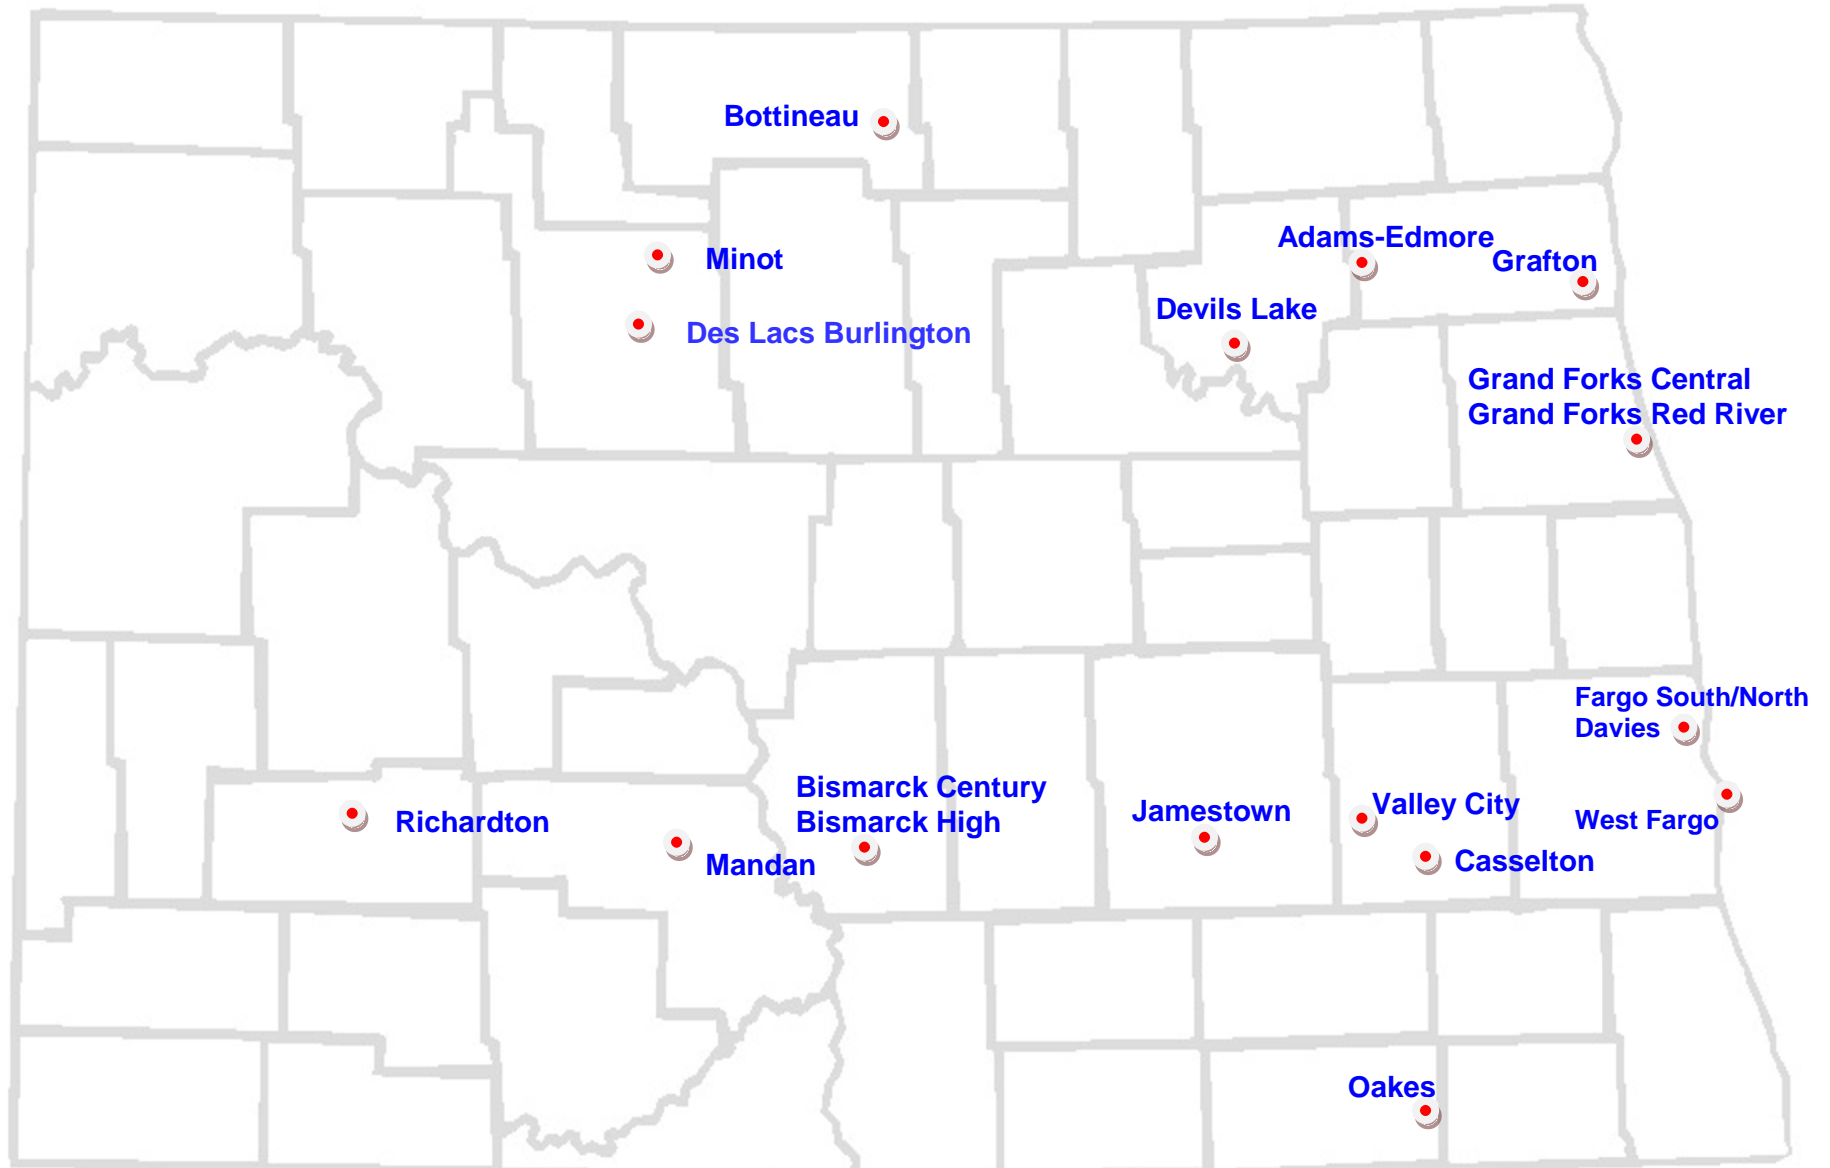 Bottineau
Adams-Edmore
Minot
Grafton
Devils Lake
Des Lacs Burlington
Grand Forks Central
Grand Forks Red River
Fargo South/North
Davies
Bismarck Century
Bismarck High
Jamestown
Valley City
West Fargo
Richardton
Mandan
Casselton
Oakes